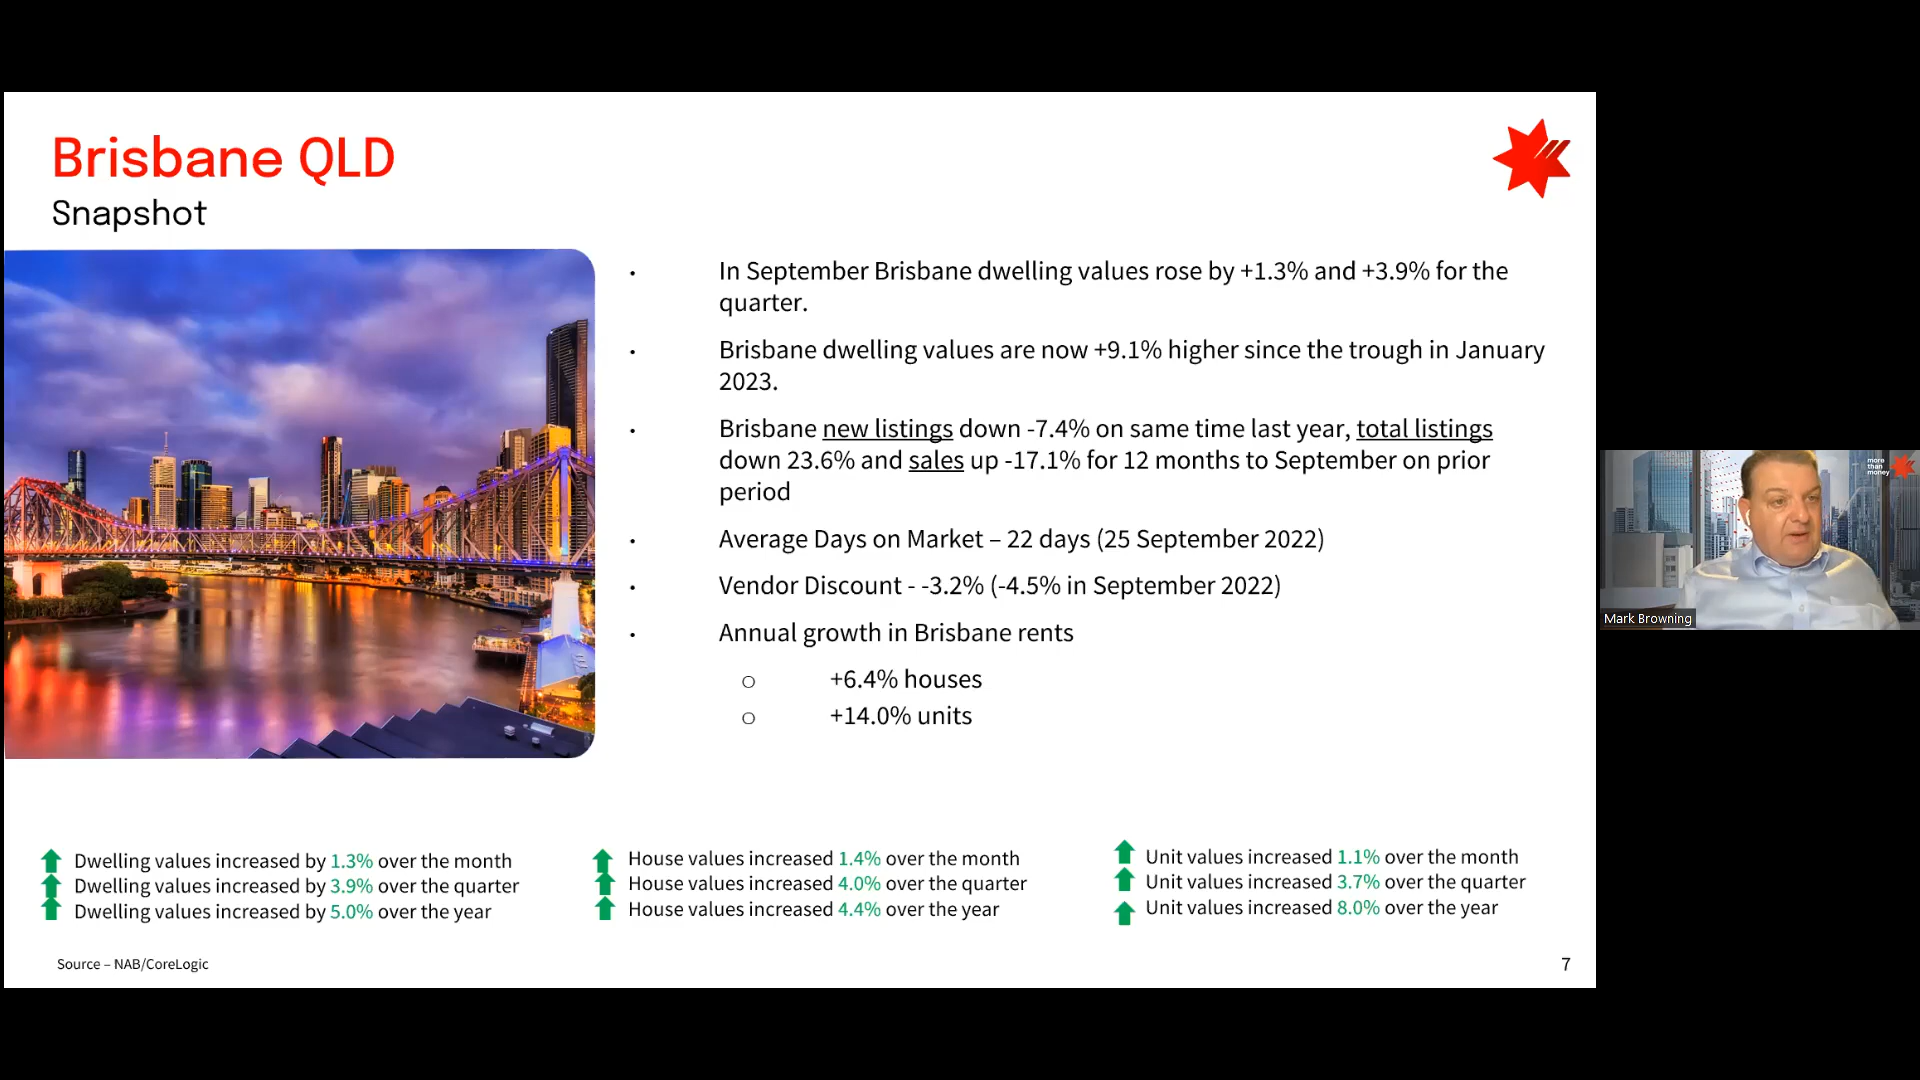 Brisbane QLD
Snapshot
• In September Brisbane dwelling values rose by +1.3% and +3.9% for the
quarter.
• Brisbane dwelling values are now +9.1% higher since the trough in January
2023.
• Brisbane new listings down -7.4% on same time last year, total listings
down 23.6% and sales up -17.1% for 12 months to September on prior
period
• Average Days on Market – 22 days (25 September 2022)
• Vendor Discount - -3.2% (-4.5% in September 2022)
• Annual growth in Brisbane rents
o +6.4% houses
o +14.0% units
Dwelling values increased by 1.3% over the month
Dwelling values increased by 3.9% over the quarter
Dwelling values increased by 5.0% over the year
House values increased 1.4% over the month
House values increased 4.0% over the quarter
House values increased 4.4% over the year
Unit values increased 1.1% over the month
Unit values increased 3.7% over the quarter
Unit values increased 8.0% over the year
Source – NAB/CoreLogic
7
more
than
money
Mark Browning